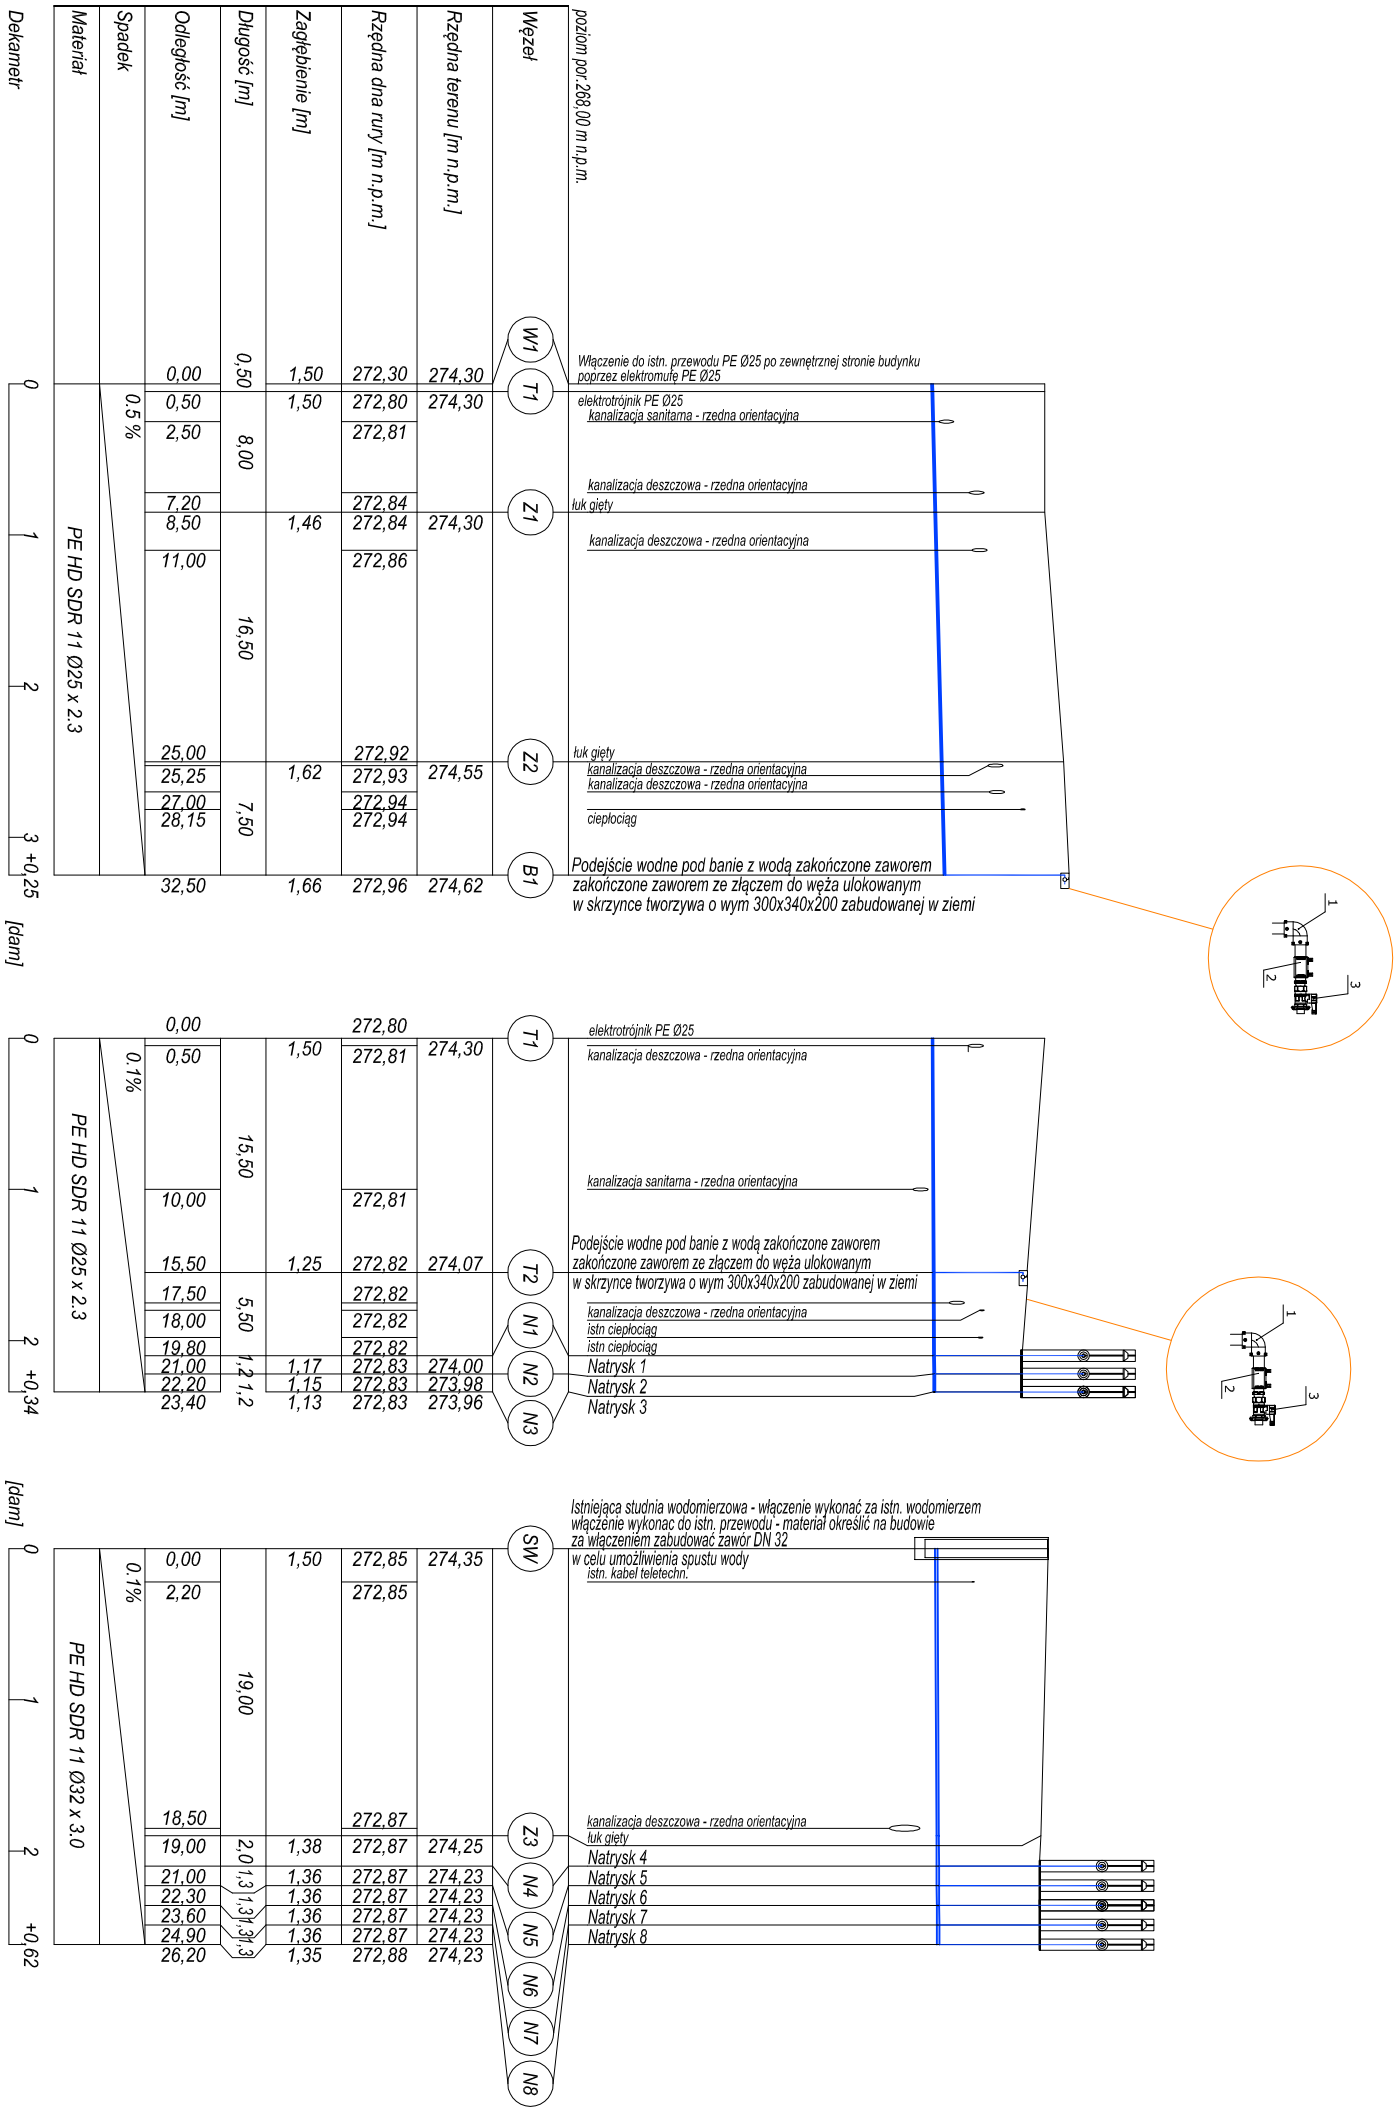 poziom por.268,00 m n.p.m.
Węzeł
Rzędna terenu [m n.p.m.]
Rzędna dna rury [m n.p.m.]
Zagłębienie [m]
Długość [m]
Odległość [m]
Spadek
Materiał
Dekametr
1
2
3
Włączenie do istn. przewodu PE Ø25 po zewnętrznej stronie budynku
poprzez elektromufę PE Ø25
elektrotrójnik PE Ø25
kanalizacja sanitarna - rzedna orientacyjna
kanalizacja deszczowa - rzedna orientacyjna
łuk gięty
kanalizacja deszczowa - rzedna orientacyjna
łuk gięty
kanalizacja deszczowa - rzedna orientacyjna
kanalizacja deszczowa - rzedna orientacyjna
ciepłociąg
Podejście wodne pod banie z wodą zakończone zaworem
zakończone zaworem ze złączem do węża ulokowanym
w skrzynce tworzywa o wym 300x340x200 zabudowanej w ziemi
W1 T1 Z1 Z2 B1
274,30 274,30 274,30 274,55 274,62
272,30 272,80 272,81 272,84 272,84 272,86 272,92 272,93 272,94 272,94 272,96
1,50 1,50 1,46 1,62 1,66
0,50 8,00 16,50 7,50
0,00 0,50 2,50 7,20 8,50 11,00 25,00 25,25 27,00 28,15 32,50
0.5 %
PE HD SDR 11 Ø25 x 2.3
0 1 2 3 +0,25 [dam]
1
2
3
elektrotrójnik PE Ø25
kanalizacja deszczowa - rzedna orientacyjna
kanalizacja sanitarna - rzedna orientacyjna
Podejście wodne pod banie z wodą zakończone zaworem
zakończone zaworem ze złączem do węża ulokowanym
w skrzynce tworzywa o wym 300x340x200 zabudowanej w ziemi
kanalizacja deszczowa - rzedna orientacyjna
istn ciepłociąg
istn ciepłociąg
Natrysk 1
Natrysk 2
Natrysk 3
T1 T2 N1 N2 N3
274,30 274,07 274,00 273,98 273,96
272,80 272,81 272,81 272,82 272,82 272,82 272,82 272,83 272,83 272,83
1,50 1,25 1,17 1,15 1,13
15,50 5,50 1,2 1,2
0,00 0,50 10,00 15,50 17,50 18,00 19,80 21,00 22,20 23,40
0.1%
PE HD SDR 11 Ø25 x 2.3
0 1 2 +0,34 [dam]
Istniejąca studnia wodomierzowa - włączenie wykonać za istn. wodomierzem
włączenie wykonac do istn. przewodu - materiał określić na budowie
za włączeniem zabudować zawór DN 32
w celu umożliwienia spustu wody
istn. kabel teletechn.
kanalizacja deszczowa - rzedna orientacyjna
łuk gięty
Natrysk 4
Natrysk 5
Natrysk 6
Natrysk 7
Natrysk 8
SW Z3 N4 N5 N6 N7 N8
274,35 274,25 274,23 274,23 274,23 274,23 274,23
272,85 272,85 272,87 272,87 272,87 272,87 272,87 272,87 272,88
1,50 1,38 1,36 1,36 1,36 1,36 1,35
19,00 2,0 1,3 1,3 1,3 1,3
0,00 2,20 18,50 19,00 21,00 22,30 23,60 24,90 26,20
0.1%
PE HD SDR 11 Ø32 x 3.0
0 1 2 +0,62